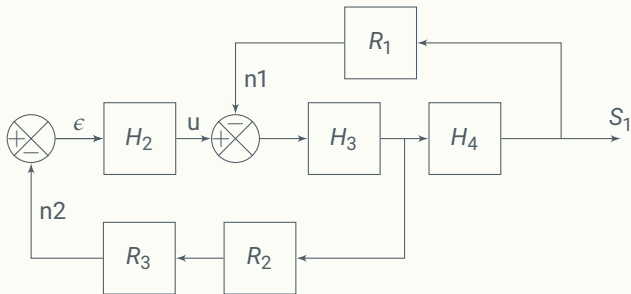 R1
n1
ϵ
H2
u
H3
H4
S1
n2
R3
R2
+
−
+
−